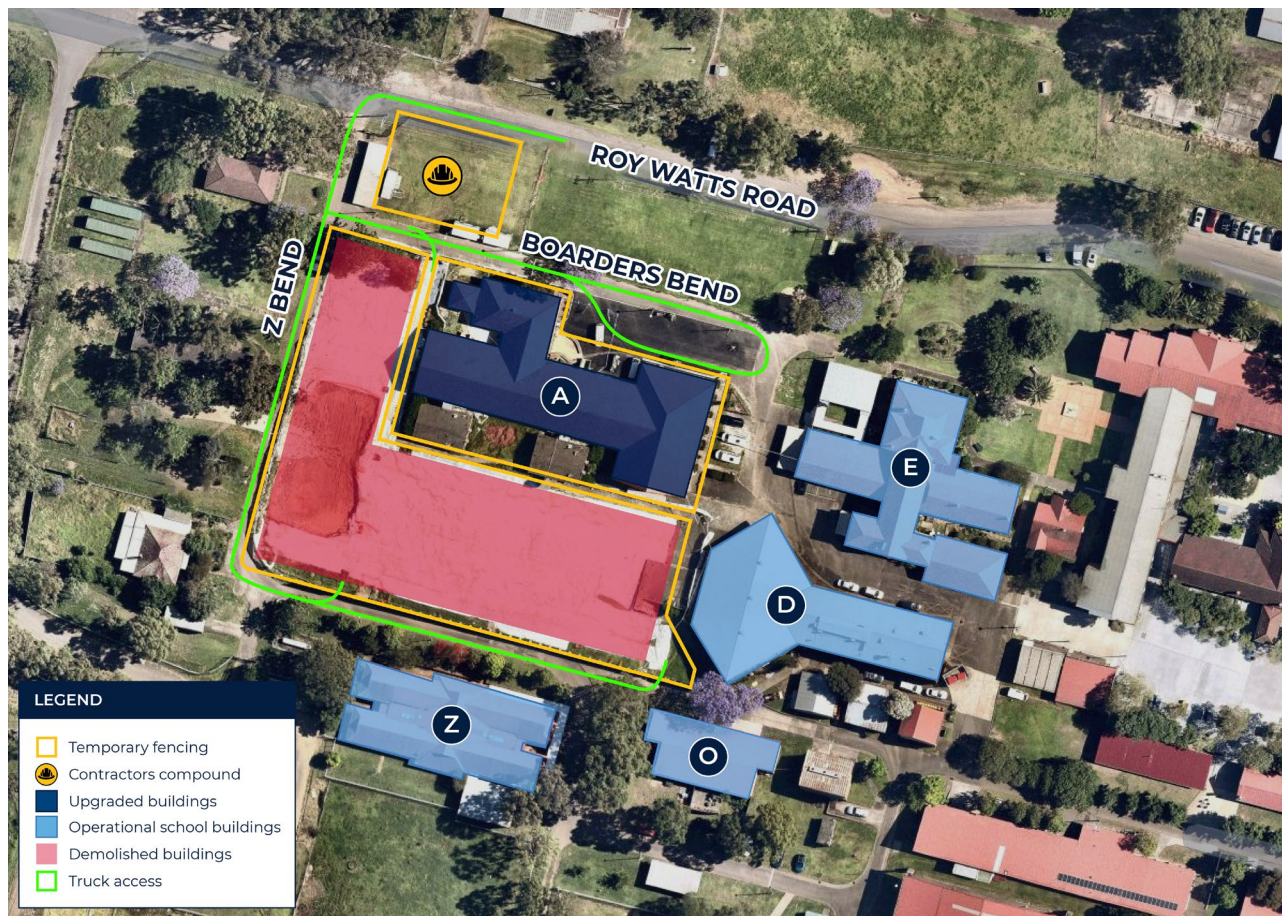 ROY WATTS ROAD
BOARDERS BEND
Z BEND
A
E
D
Z
O
LEGEND
Temporary fencing
Contractors compound
Upgraded buildings
Operational school buildings
Demolished buildings
Truck access